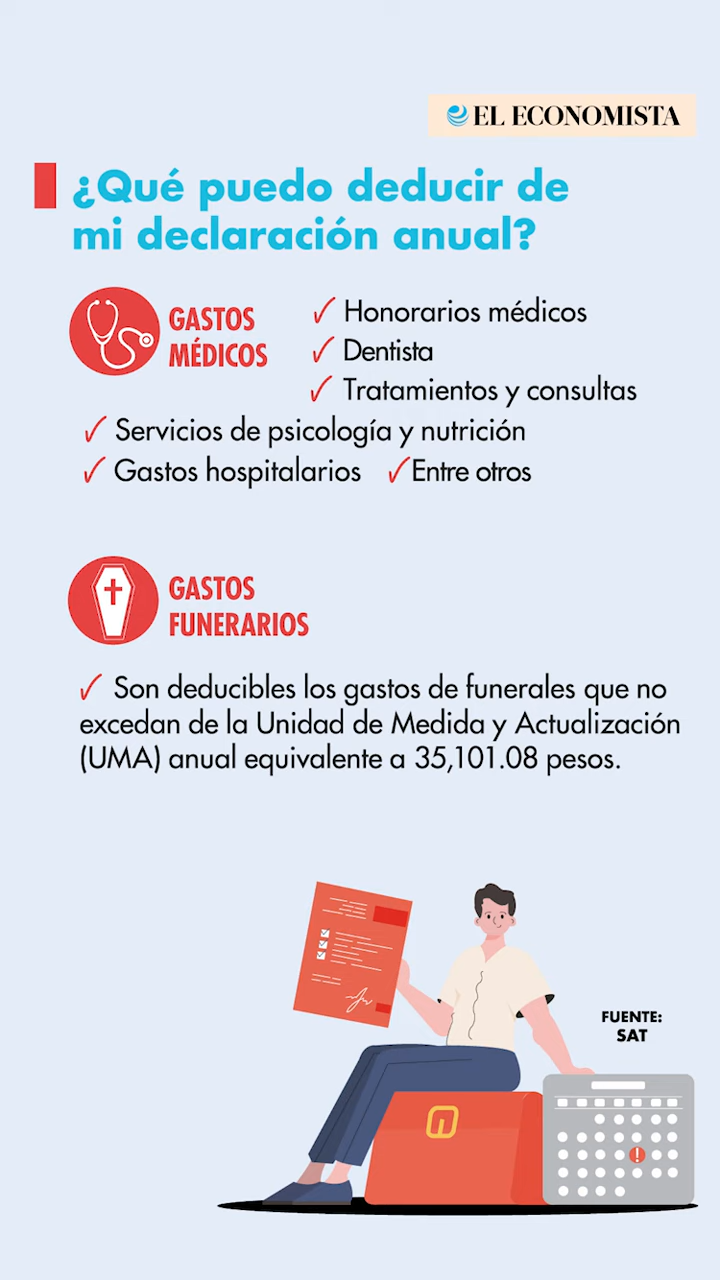 EL ECONOMISTA
¿Qué puedo deducir de
mi declaración anual?
GASTOS
MÉDICOS
✓ Honorarios médicos
✓ Dentista
✓ Tratamientos y consultas
✓ Servicios de psicología y nutrición
✓ Gastos hospitalarios ✓ Entre otros
GASTOS
FUNERARIOS
✓ Son deducibles los gastos de funerales que no
excedan de la Unidad de Medida y Actualización
(UMA) anual equivalente a 35,101.08 pesos.
FUENTE:
SAT
!